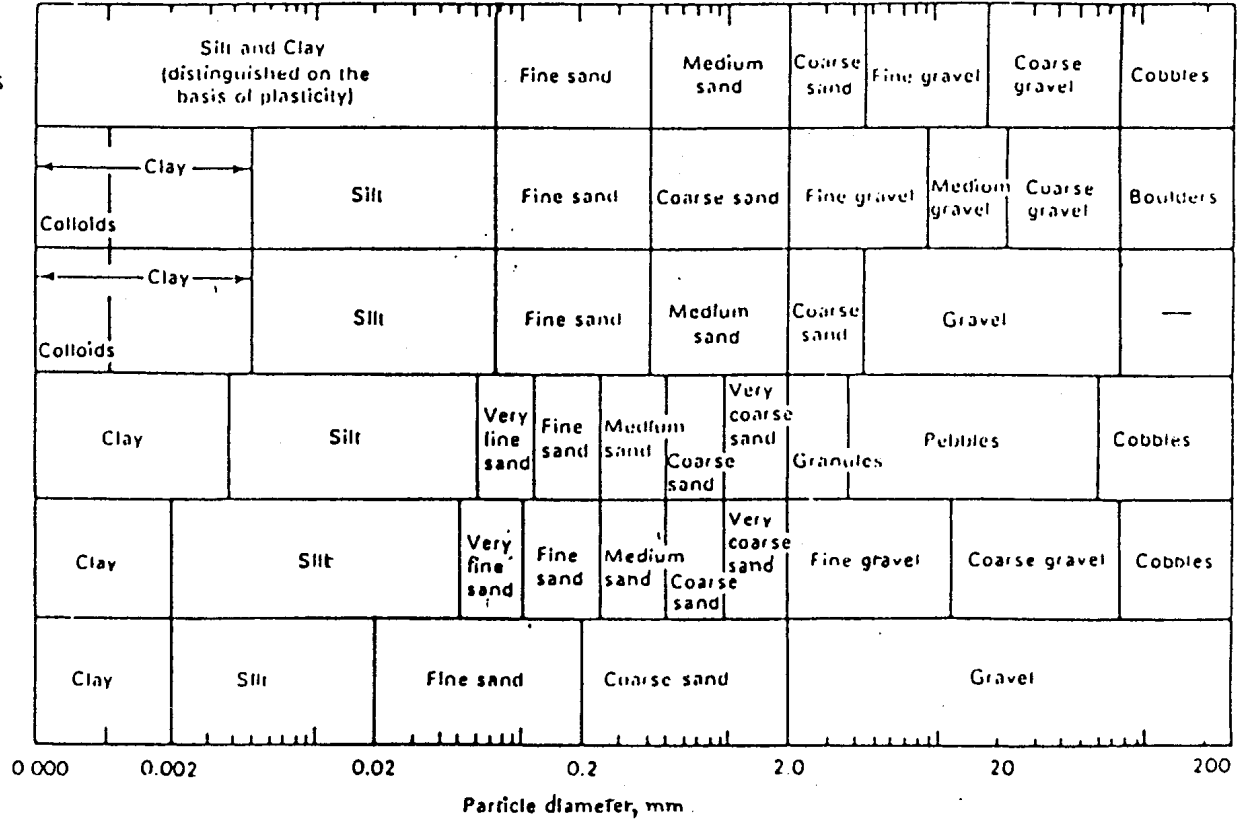 Silt and Clay
(distinguished on the
basis of plasticity)
Fine sand
Medium
sand
Coarse
sand
Fine gravel
Coarse
gravel
Cobbles
s
Clay
Colloids
Silt
Fine sand
Coarse sand
Fine gravel
Medium
gravel
Coarse
gravel
Boulders
Clay
Colloids
Silt
Fine sand
Medium
sand
Coarse
sand
Gravel
—
Clay
Silt
Very
fine
sand
Fine
sand
Medium
sand
Coarse
sand
Very
coarse
sand
Granules
Pebbles
Cobbles
Clay
Silt
Very
fine
sand
Fine
sand
Medium
sand
Coarse
sand
Very
coarse
sand
Fine gravel
Coarse gravel
Cobbles
Clay
Silt
Fine sand
Coarse sand
Gravel
0.000 0.002 0.02 0.2 2.0 20 200
Particle diameter, mm